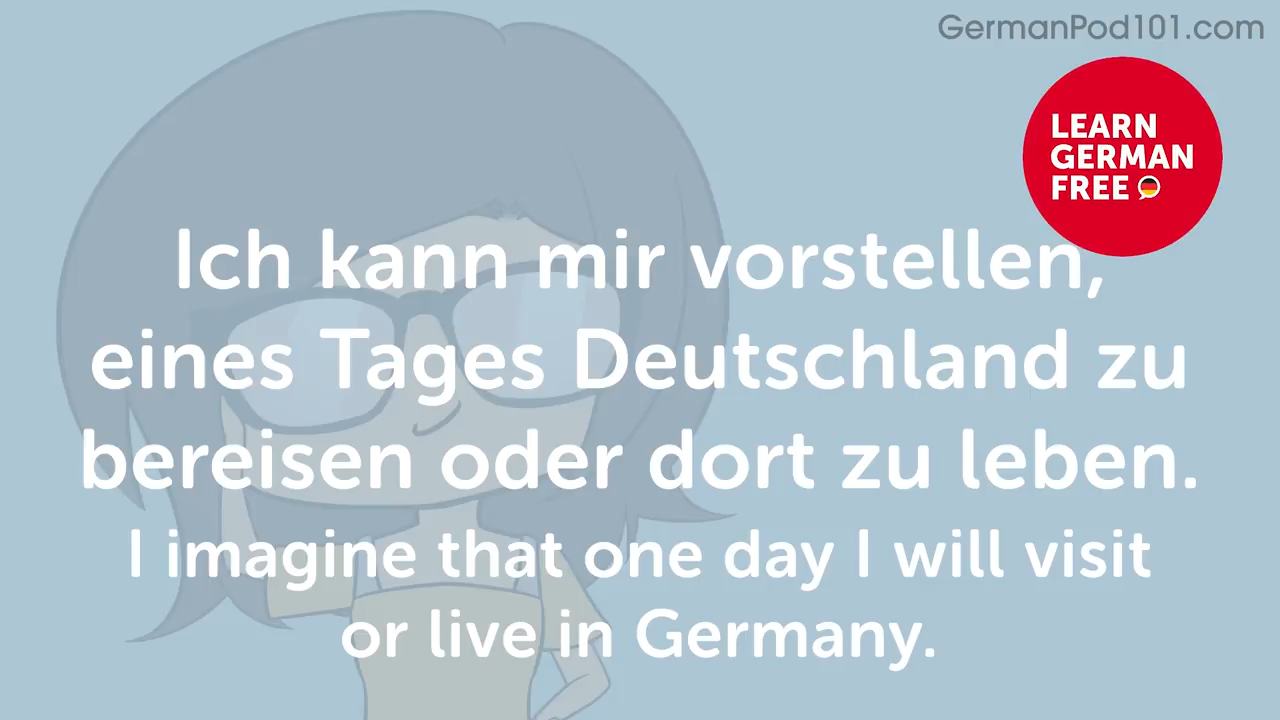 GermanPod101.com
LEARN
GERMAN
FREE
Ich kann mir vorstellen,
eines Tages Deutschland zu
bereisen oder dort zu leben.
I imagine that one day I will visit
or live in Germany.